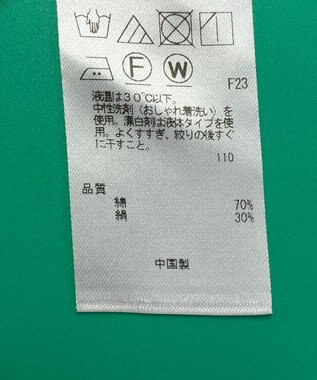 F W
F23
液温は30℃以下。
中性洗剤（おしゃれ着洗い）を
使用。漂白剤は液体タイプを使
用。よくすすぎ、絞りの後すぐ
に干すこと。
110
品質
綿 70%
絹 30%
中国製